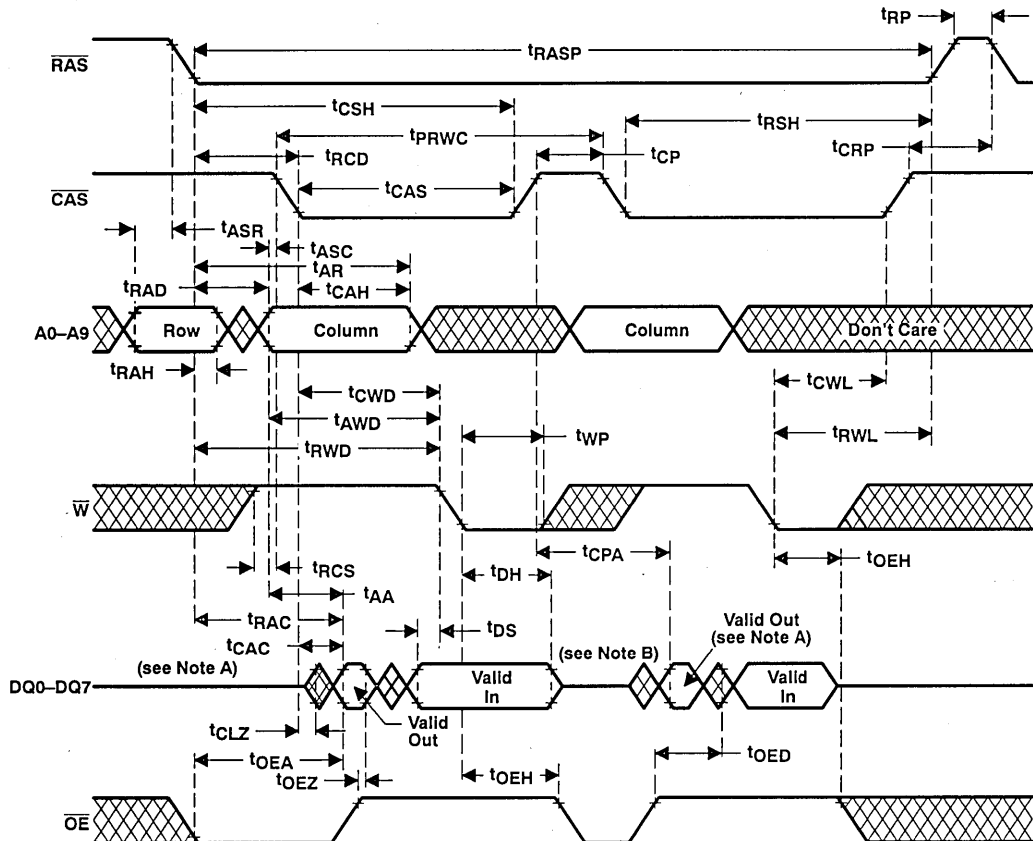 tRP
tRASP
RAS
tCSH
tPRWC
tRSH
tRCD
tCP
tCRP
tCAS
CAS
tASR
tASC
tAR
tRAD
tCAH
A0–A9
Row
Column
Column
Don't Care
tRAH
tCWD
tCWL
tAWD
tWP
tRWD
tRWL
W
tCPA
tRCS
tDH
tOEH
tAA
tRAC
tDS
Valid Out
(see Note A)
tCAC
(see Note A)
(see Note B)
DQ0–DQ7
Valid
In
Valid
In
Valid
Out
tCLZ
tOEA
tOED
tOEZ
tOEH
OE